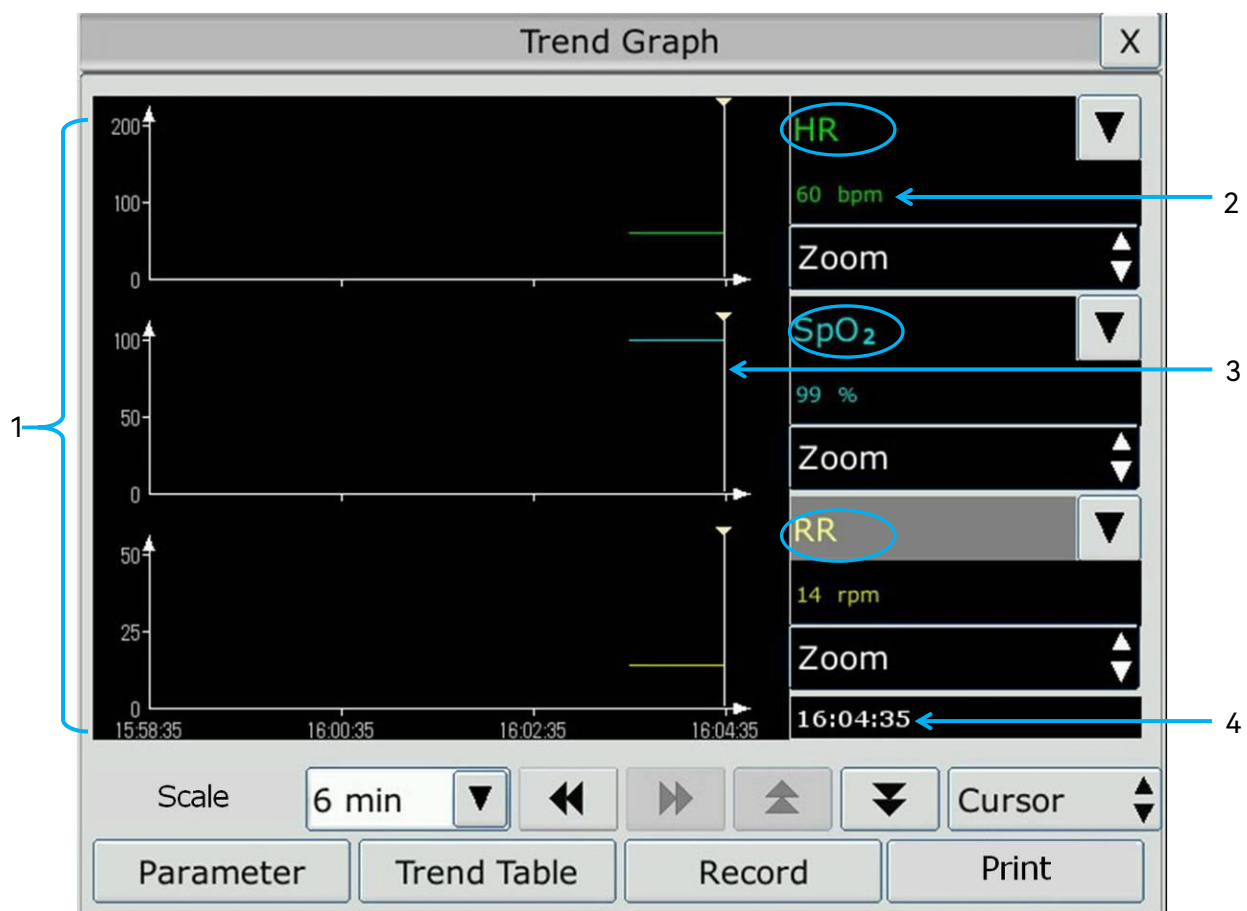 Trend Graph X
200
100
0
HR
60 bpm
Zoom
2
100
50
0
SpO₂
99 %
Zoom
3
1
50
25
0
RR
14 rpm
Zoom
15:58:35 16:00:35 16:02:35 16:04:35
16:04:35
4
Scale 6 min Cursor
Parameter Trend Table Record Print